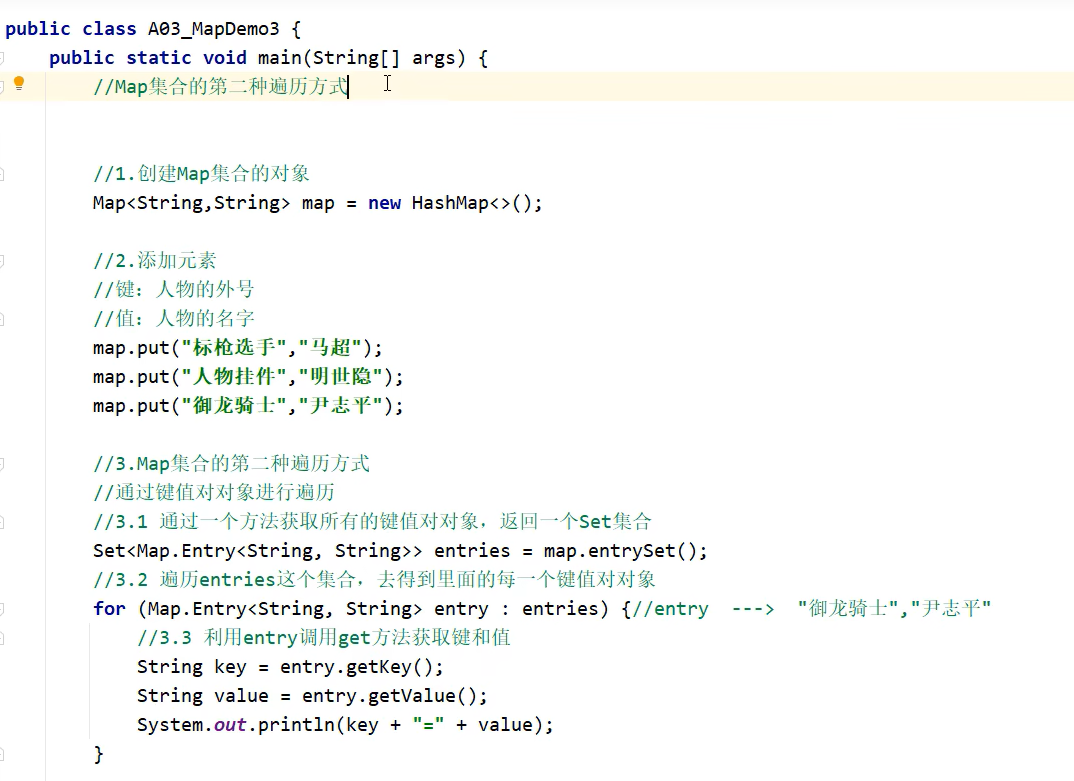 public class A03_MapDemo3 {
public static void main(String[] args) {
//Map集合的第二种遍历方式
//1.创建Map集合的对象
Map<String,String> map = new HashMap<>();
//2.添加元素
//键：人物的外号
//值：人物的名字
map.put("标枪选手","马超");
map.put("人物挂件","明世隐");
map.put("御龙骑士","尹志平");
//3.Map集合的第二种遍历方式
//通过键值对对象进行遍历
//3.1 通过一个方法获取所有的键值对对象，返回一个Set集合
Set<Map.Entry<String, String>> entries = map.entrySet();
//3.2 遍历entries这个集合，去得到里面的每一个键值对对象
for (Map.Entry<String, String> entry : entries) {//entry  --->  "御龙骑士","尹志平"
//3.3 利用entry调用get方法获取键和值
String key = entry.getKey();
String value = entry.getValue();
System.out.println(key + "=" + value);
}